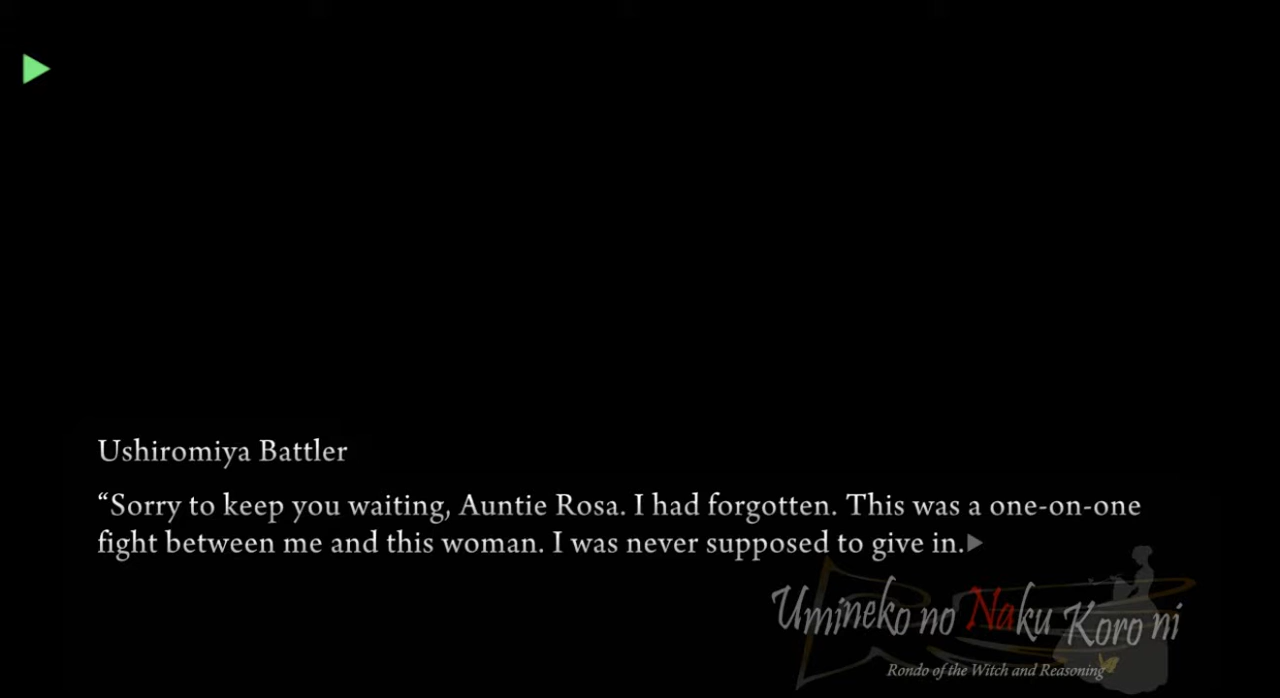 Ushiromiya Battler
“Sorry to keep you waiting, Auntie Rosa. I had forgotten. This was a one-on-one
fight between me and this woman. I was never supposed to give in.
Umineko no Naku Koro ni
Rondo of the Witch and Reasoning